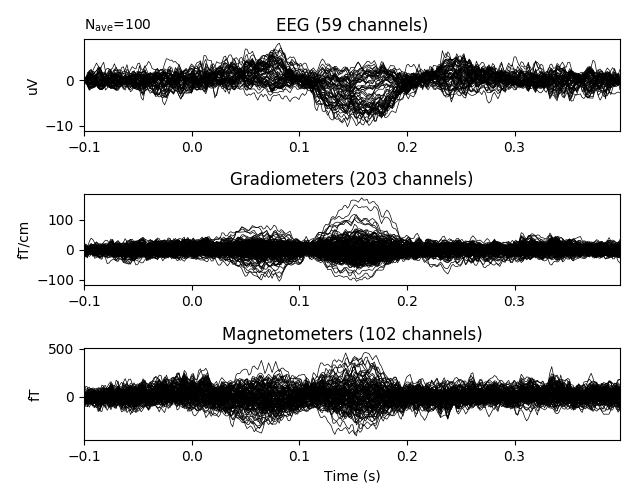 N_ave=100
EEG (59 channels)
uV
0
−10
−0.1 0.0 0.1 0.2 0.3
Gradiometers (203 channels)
fT/cm
100
0
−100
−0.1 0.0 0.1 0.2 0.3
Magnetometers (102 channels)
fT
500
0
−0.1 0.0 0.1 0.2 0.3
Time (s)